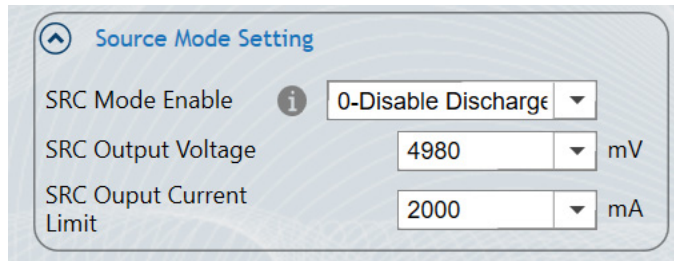 Source Mode Setting
SRC Mode Enable i 0-Disable Discharge
SRC Output Voltage 4980 mV
SRC Ouput Current
Limit 2000 mA